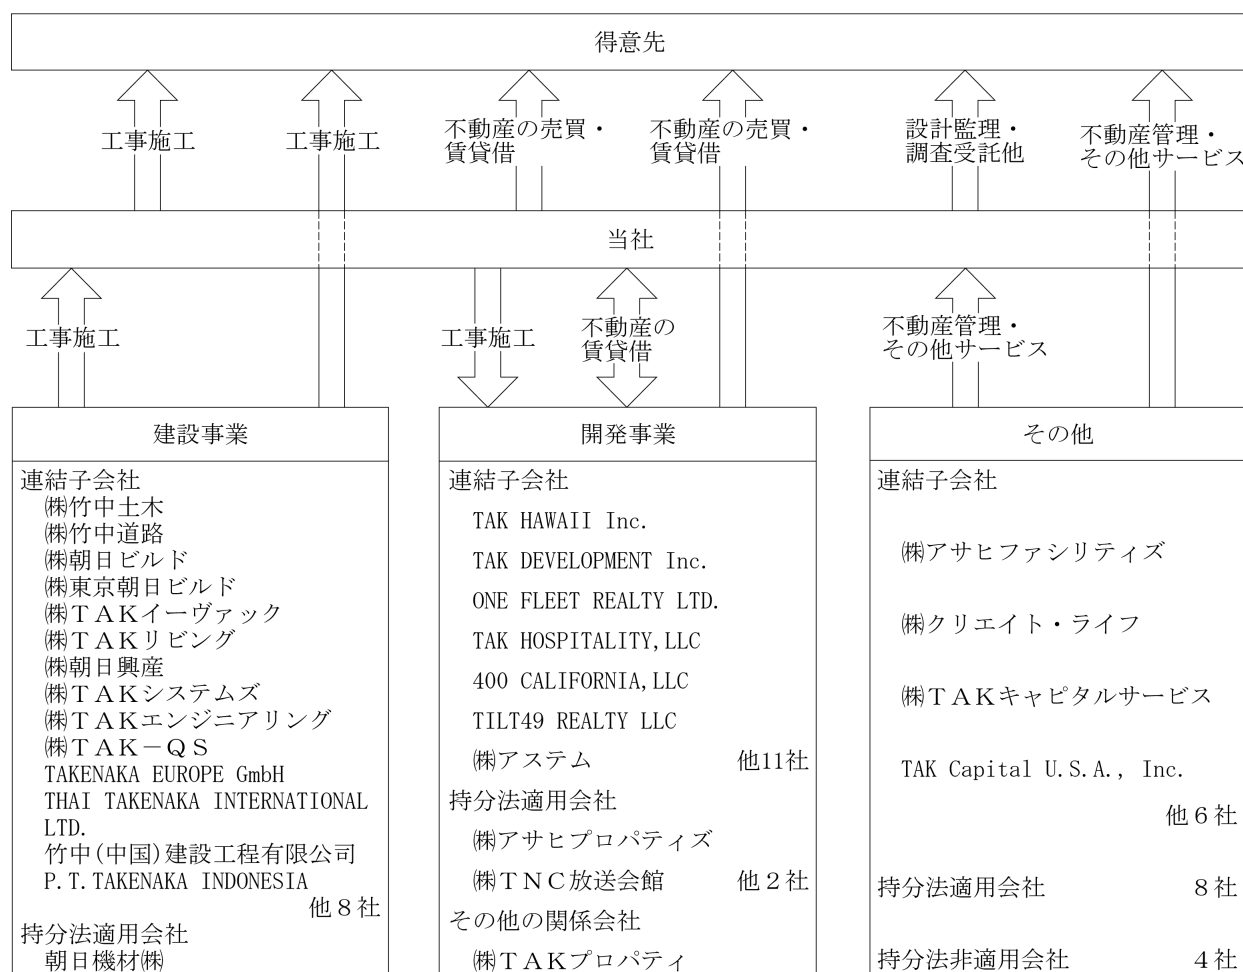 得意先
工事施工
工事施工
不動産の売買・
賃貸借
不動産の売買・
賃貸借
設計監理・
調査受託他
不動産管理・
その他サービス
当社
工事施工
工事施工
不動産の
賃貸借
不動産管理・
その他サービス
建設事業
連結子会社
㈱竹中土木
㈱竹中道路
㈱朝日ビルド
㈱東京朝日ビルド
㈱ＴＡＫイーヴァック
㈱ＴＡＫリビング
㈱朝日興産
㈱ＴＡＫシステムズ
㈱ＴＡＫエンジニアリング
㈱ＴＡＫ－ＱＳ
TAKENAKA EUROPE GmbH
THAI TAKENAKA INTERNATIONAL
LTD.
竹中(中国)建設工程有限公司
P.T.TAKENAKA INDONESIA
他８社
持分法適用会社
朝日機材㈱
開発事業
連結子会社
TAK HAWAII Inc.
TAK DEVELOPMENT Inc.
ONE FLEET REALTY LTD.
TAK HOSPITALITY,LLC
400 CALIFORNIA,LLC
TILT49 REALTY LLC
㈱アステム 他11社
持分法適用会社
㈱アサヒプロパティズ
㈱ＴＮＣ放送会館 他２社
その他の関係会社
㈱ＴＡＫプロパティ
その他
連結子会社
㈱アサヒファシリティズ
㈱クリエイト・ライフ
㈱ＴＡＫキャピタルサービス
TAK Capital U.S.A., Inc.
他６社
持分法適用会社 ８社
持分法非適用会社 ４社